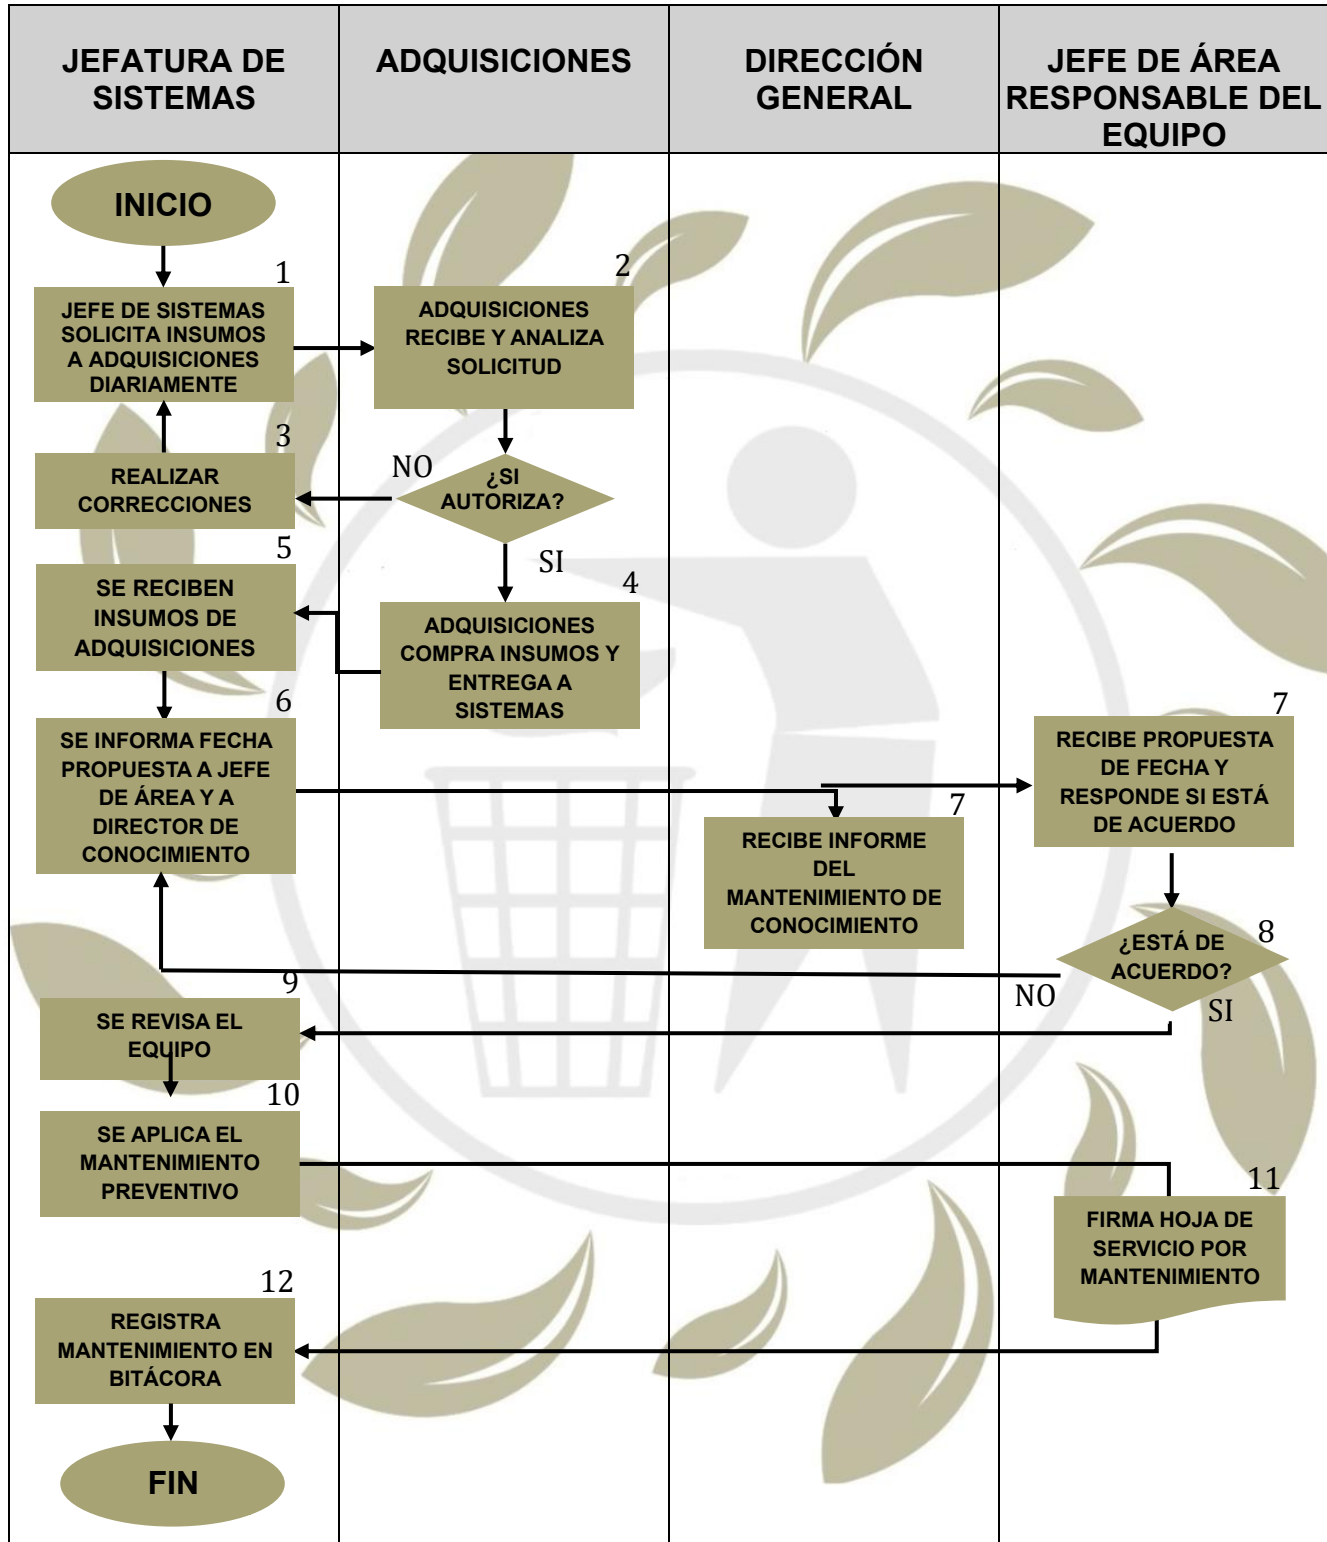 JEFATURA DE
SISTEMAS
ADQUISICIONES
DIRECCIÓN
GENERAL
JEFE DE ÁREA
RESPONSABLE DEL
EQUIPO
INICIO
1
JEFE DE SISTEMAS
SOLICITA INSUMOS
A ADQUISICIONES
DIARIAMENTE
2
ADQUISICIONES
RECIBE Y ANALIZA
SOLICITUD
3
REALIZAR
CORRECCIONES
NO
¿SI
AUTORIZA?
SI
4
ADQUISICIONES
COMPRA INSUMOS Y
ENTREGA A
SISTEMAS
5
SE RECIBEN
INSUMOS DE
ADQUISICIONES
6
SE INFORMA FECHA
PROPUESTA A JEFE
DE ÁREA Y A
DIRECTOR DE
CONOCIMIENTO
7
RECIBE INFORME
DEL
MANTENIMIENTO DE
CONOCIMIENTO
7
RECIBE PROPUESTA
DE FECHA Y
RESPONDE SI ESTÁ
DE ACUERDO
8
¿ESTÁ DE
ACUERDO?
NO
SI
9
SE REVISA EL
EQUIPO
10
SE APLICA EL
MANTENIMIENTO
PREVENTIVO
11
FIRMA HOJA DE
SERVICIO POR
MANTENIMIENTO
12
REGISTRA
MANTENIMIENTO EN
BITÁCORA
FIN